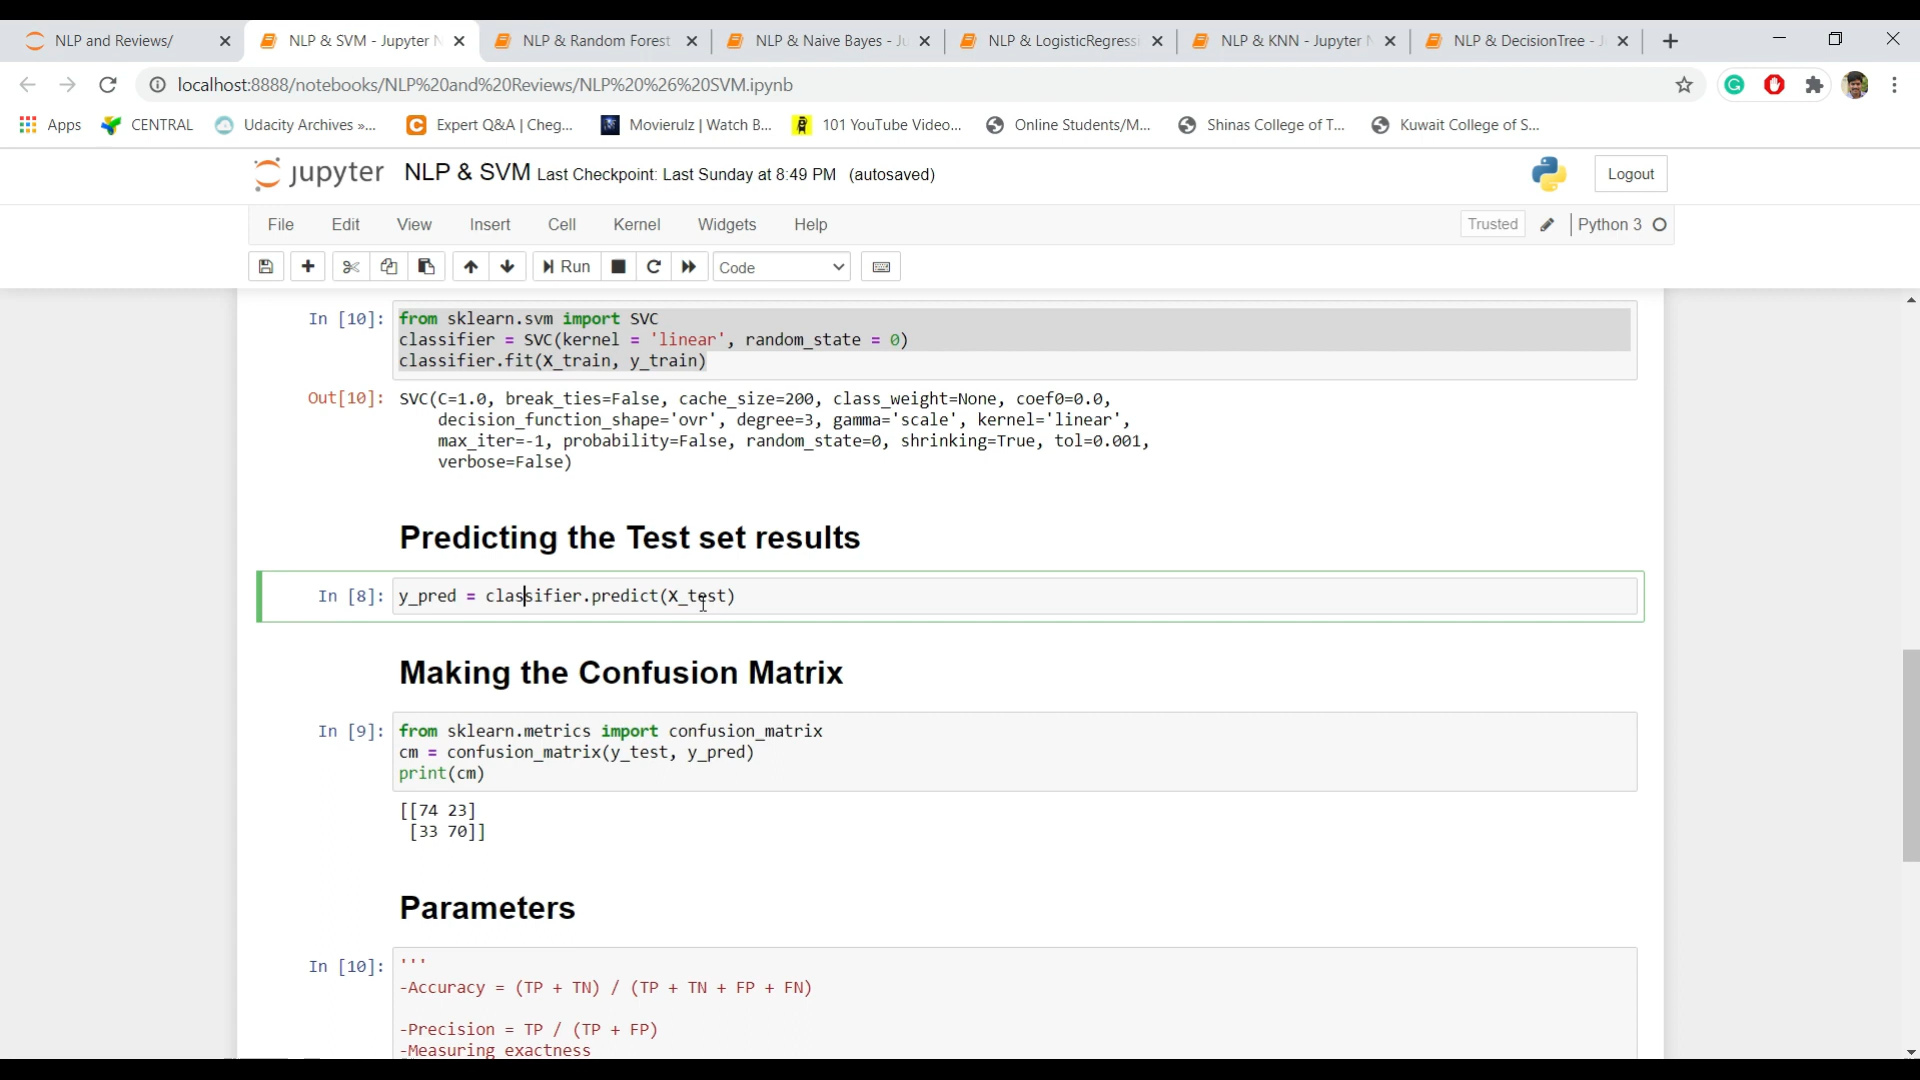 NLP and Reviews/
NLP & SVM - Jupyter N
NLP & Random Forest
NLP & Naive Bayes - Ju
NLP & LogisticRegressi
NLP & KNN - Jupyter N
NLP & DecisionTree - J
localhost:8888/notebooks/NLP%20and%20Reviews/NLP%20%26%20SVM.ipynb
Apps
CENTRAL
Udacity Archives »...
Expert Q&A | Cheg...
Movierulz | Watch B...
101 YouTube Video...
Online Students/M...
Shinas College of T...
Kuwait College of S...
jupyter NLP & SVM Last Checkpoint: Last Sunday at 8:49 PM (autosaved)
Logout
File Edit View Insert Cell Kernel Widgets Help
Trusted
Python 3
Run
Code
In [10]: from sklearn.svm import SVC
classifier = SVC(kernel = 'linear', random_state = 0)
classifier.fit(X_train, y_train)
Out[10]: SVC(C=1.0, break_ties=False, cache_size=200, class_weight=None, coef0=0.0,
decision_function_shape='ovr', degree=3, gamma='scale', kernel='linear',
max_iter=-1, probability=False, random_state=0, shrinking=True, tol=0.001,
verbose=False)
Predicting the Test set results
In [8]: y_pred = classifier.predict(X_test)
Making the Confusion Matrix
In [9]: from sklearn.metrics import confusion_matrix
cm = confusion_matrix(y_test, y_pred)
print(cm)
[[74 23]
[33 70]]
Parameters
In [10]: '''
-Accuracy = (TP + TN) / (TP + TN + FP + FN)
-Precision = TP / (TP + FP)
-Measuring exactness